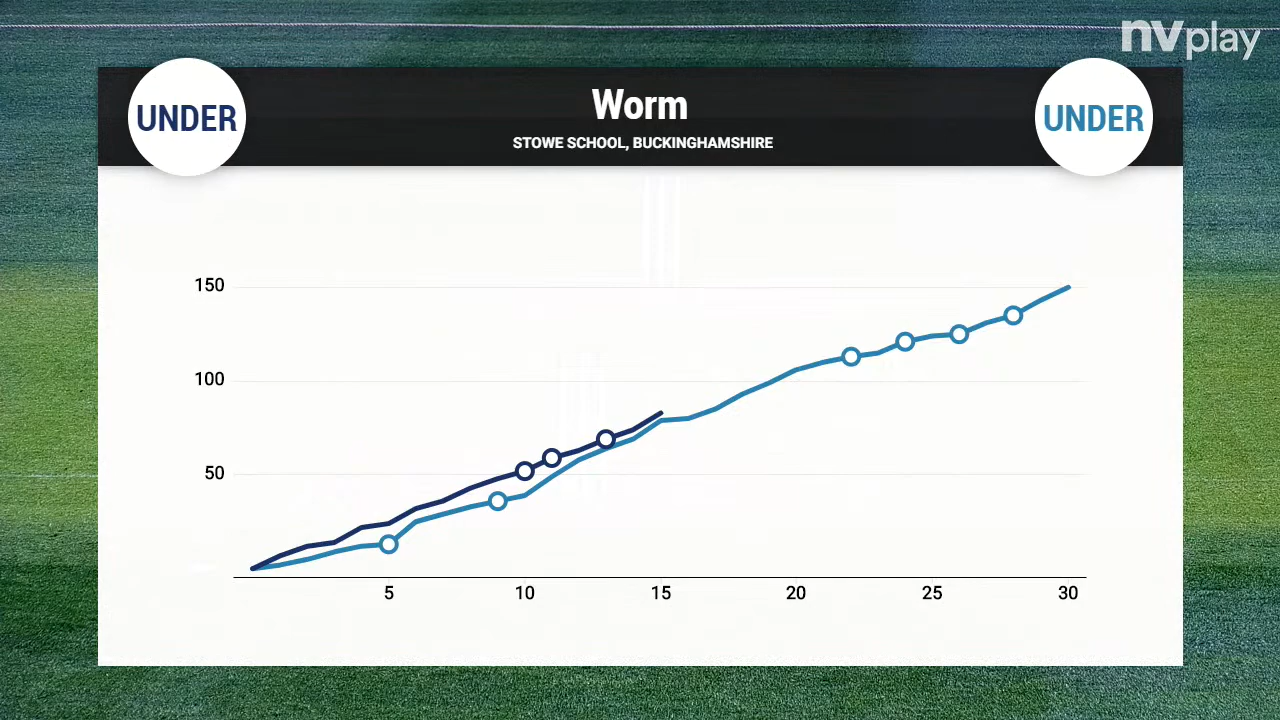 nvplay
UNDER
Worm
UNDER
STOWE SCHOOL, BUCKINGHAMSHIRE
150
100
50
5 10 15 20 25 30